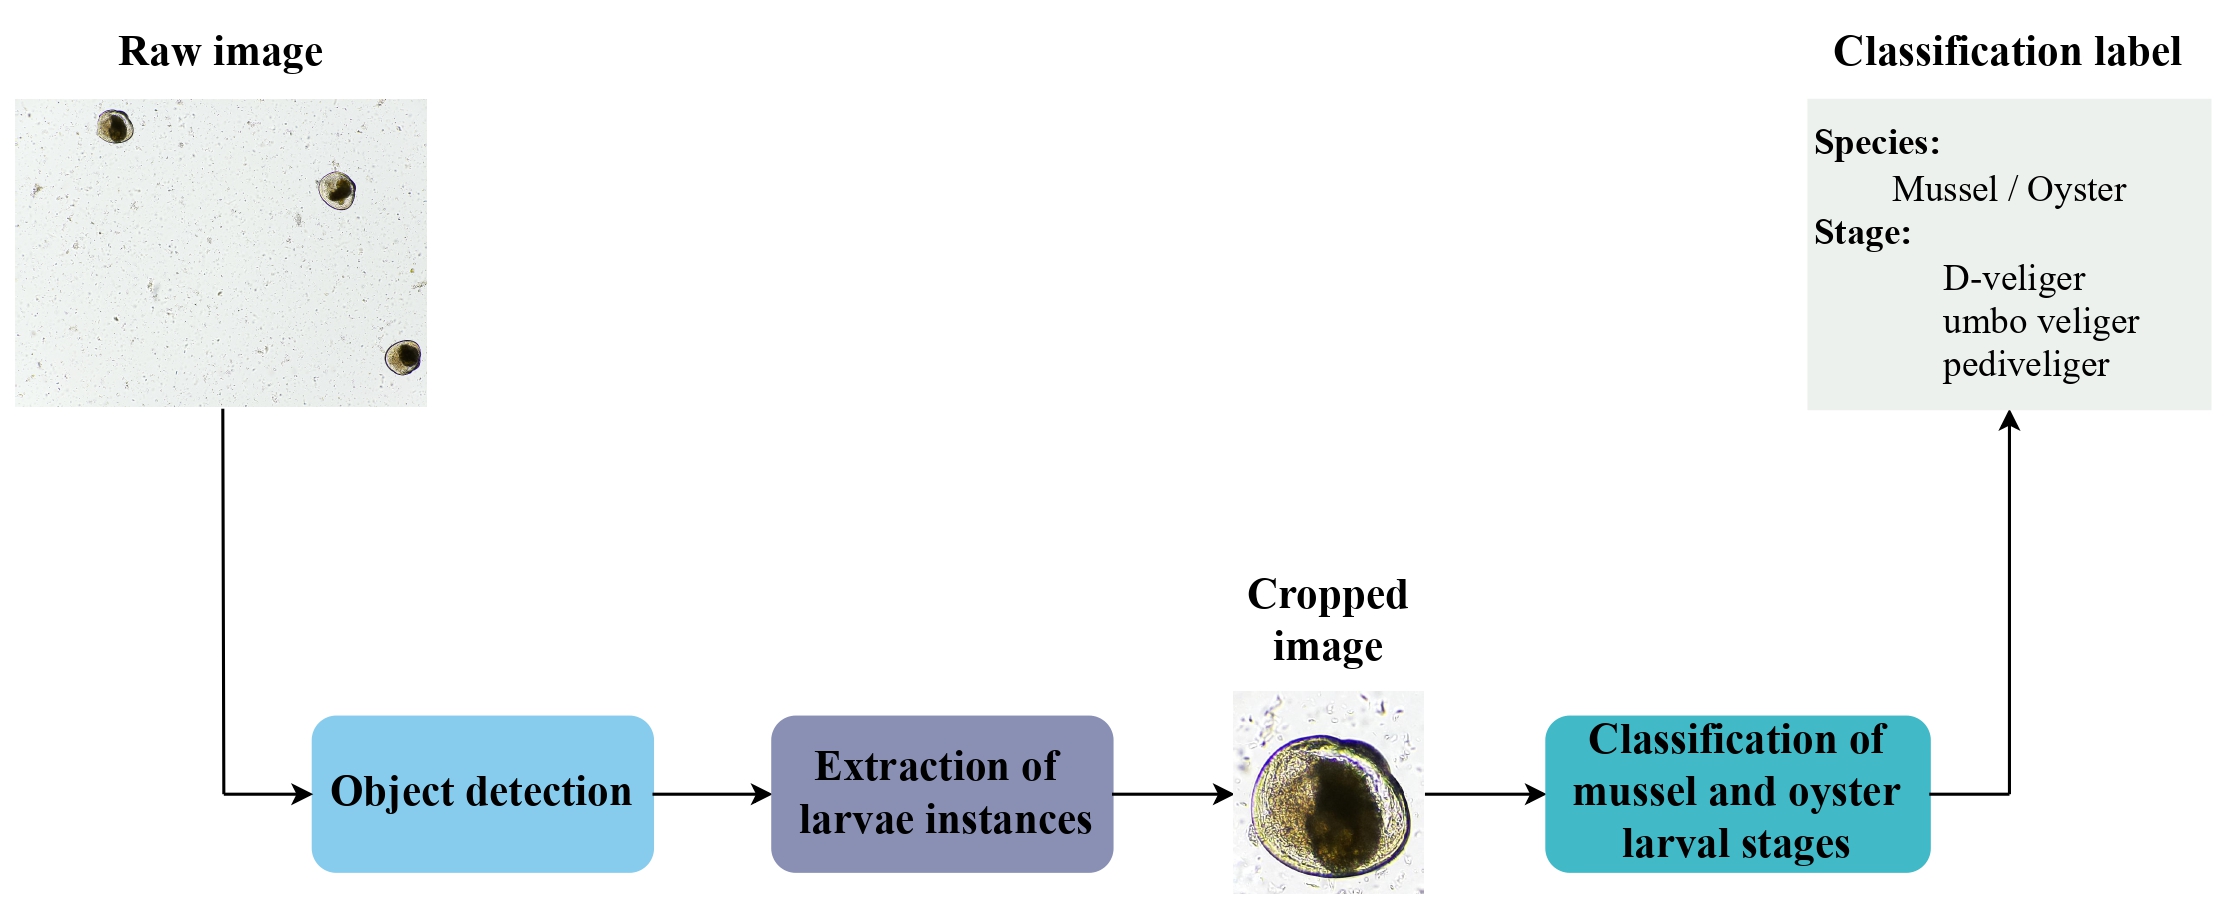 Raw image
Classification label
Species:
Mussel / Oyster
Stage:
D-veliger
umbo veliger
pediveliger
Object detection
Extraction of
larvae instances
Cropped
image
Classification of
mussel and oyster
larval stages